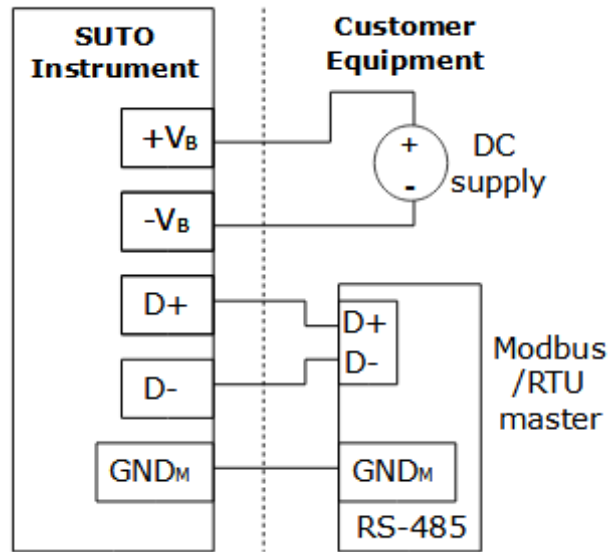 SUTO
Instrument
Customer
Equipment
+VB
-VB
+
-
DC
supply
D+
D-
GNDM
D+
D-
GNDM
RS-485
Modbus
/RTU
master